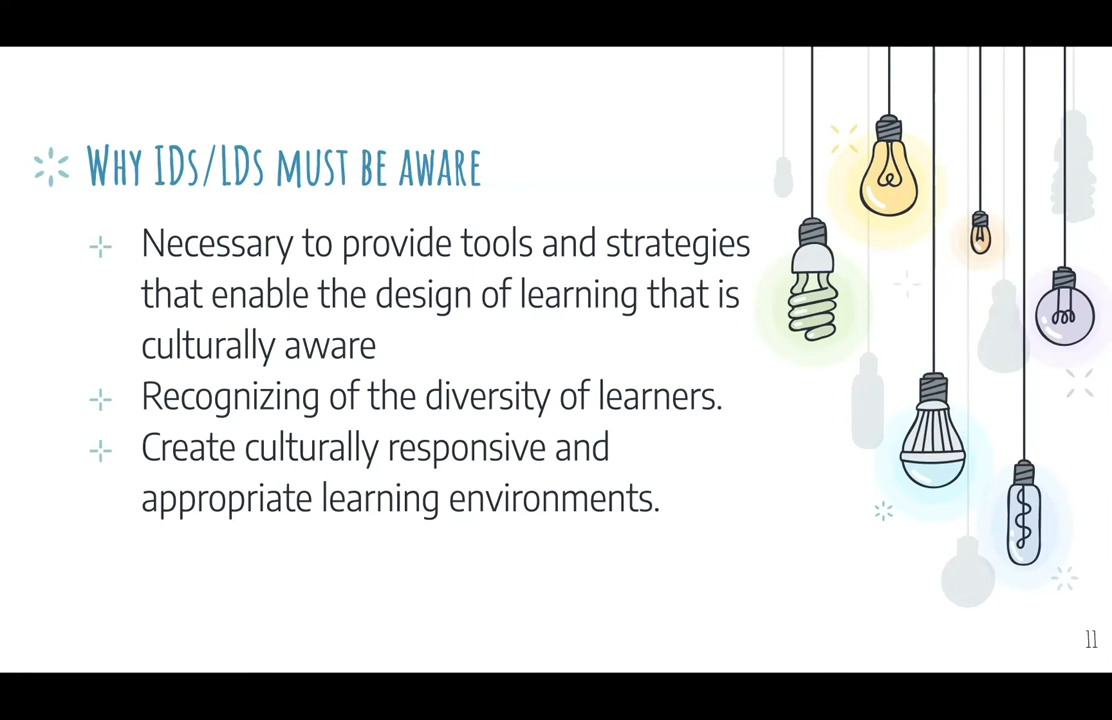 Why IDs/LDs must be aware
Necessary to provide tools and strategies
that enable the design of learning that is
culturally aware
Recognizing of the diversity of learners.
Create culturally responsive and
appropriate learning environments.
11